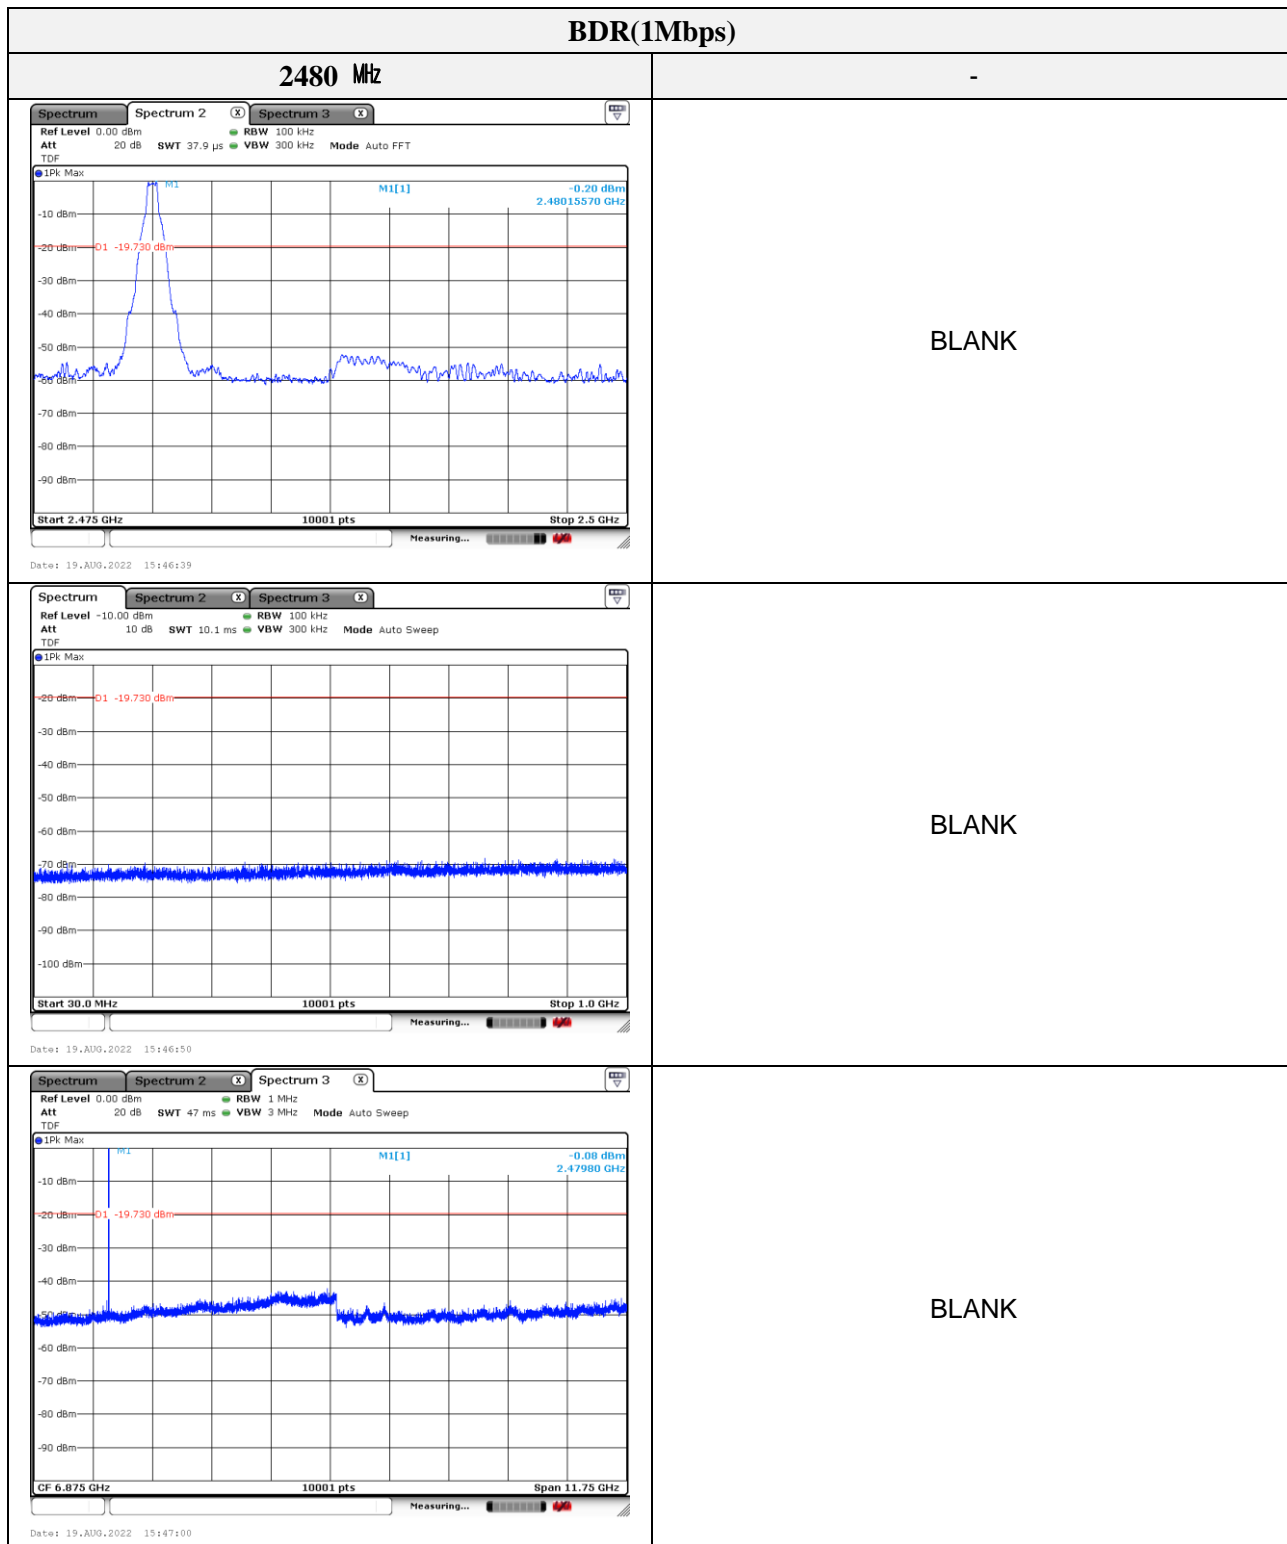 BDR(1Mbps)
2480 ㎒
-
Spectrum Spectrum 2 X Spectrum 3 X
Ref Level 0.00 dBm RBW 100 kHz
Att 20 dB SWT 37.9 µs VBW 300 kHz Mode Auto FFT
TDF
1Pk Max
M1 M1[1] -0.20 dBm
2.48015570 GHz
-10 dBm
-20 dBm D1 -19.730 dBm
-30 dBm
-40 dBm
-50 dBm
-60 dBm
-70 dBm
-80 dBm
-90 dBm
Start 2.475 GHz 10001 pts Stop 2.5 GHz
Measuring...
Date: 19.AUG.2022 15:46:39
BLANK
Spectrum Spectrum 2 X Spectrum 3 X
Ref Level -10.00 dBm RBW 100 kHz
Att 10 dB SWT 10.1 ms VBW 300 kHz Mode Auto Sweep
TDF
1Pk Max
-20 dBm D1 -19.730 dBm
-30 dBm
-40 dBm
-50 dBm
-60 dBm
-70 dBm
-80 dBm
-90 dBm
-100 dBm
Start 30.0 MHz 10001 pts Stop 1.0 GHz
Measuring...
Date: 19.AUG.2022 15:46:50
BLANK
Spectrum Spectrum 2 X Spectrum 3 X
Ref Level 0.00 dBm RBW 1 MHz
Att 20 dB SWT 47 ms VBW 3 MHz Mode Auto Sweep
TDF
1Pk Max
M1 M1[1] -0.08 dBm
2.47980 GHz
-10 dBm
-20 dBm D1 -19.730 dBm
-30 dBm
-40 dBm
-50 dBm
-60 dBm
-70 dBm
-80 dBm
-90 dBm
CF 6.875 GHz 10001 pts Span 11.75 GHz
Measuring...
Date: 19.AUG.2022 15:47:00
BLANK